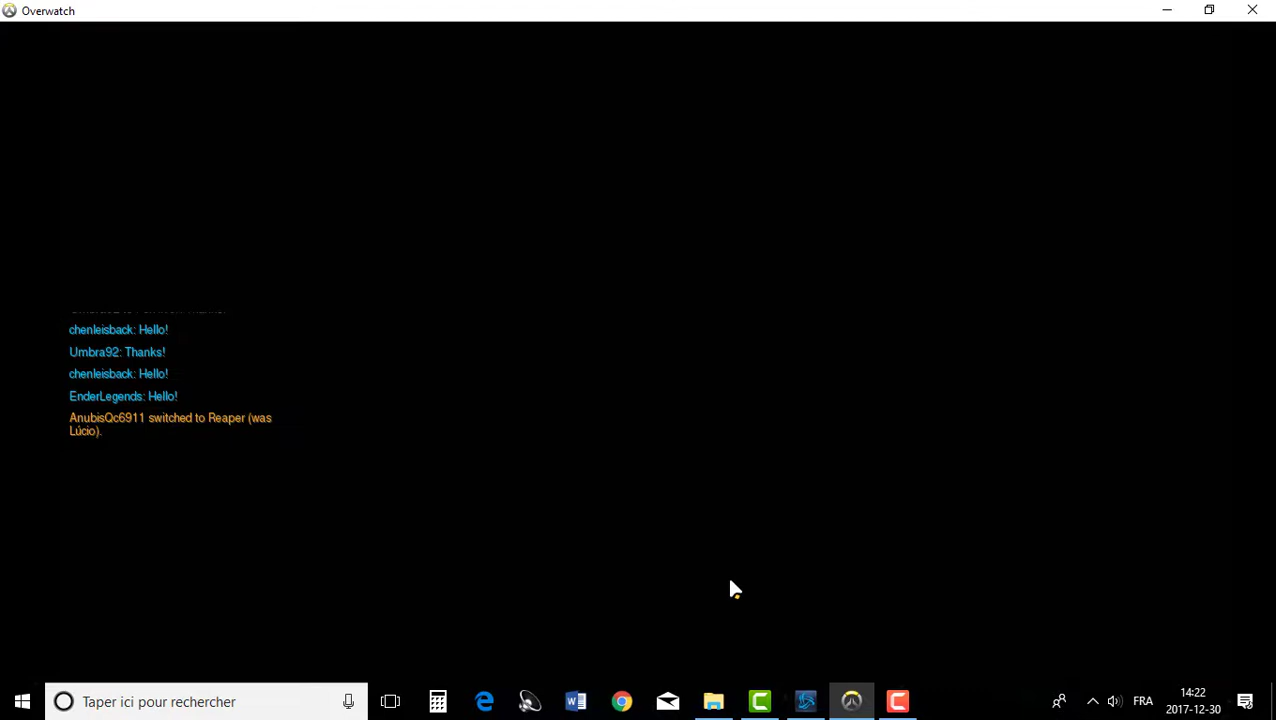 Overwatch
chenleisback: Hello!
Umbra92: Thanks!
chenleisback: Hello!
EnderLegends: Hello!
AnubisQc6911 switched to Reaper (was
Lúcio).
Taper ici pour rechercher
FRA
14:22
2017-12-30